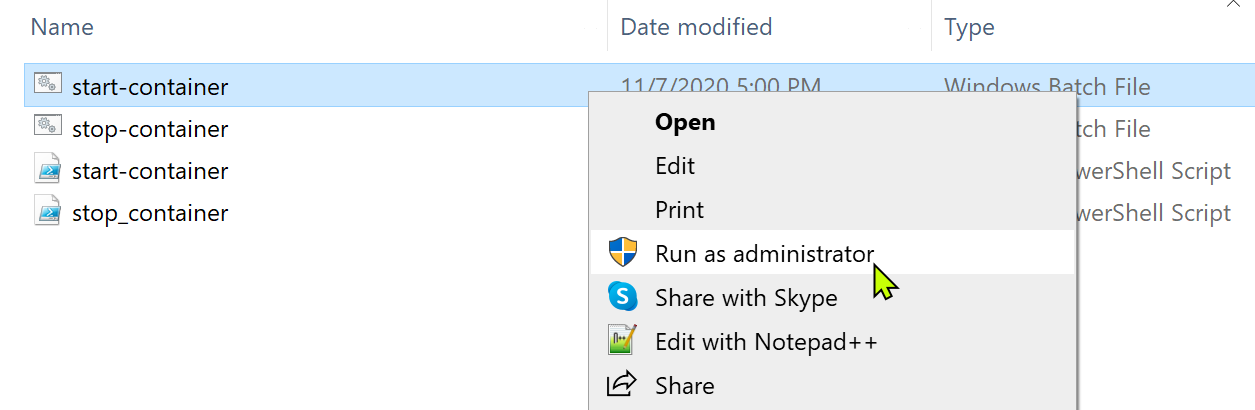 Name Date modified Type
start-container 11/7/2020 5:00 PM Windows Batch File
stop-container tch File
start-container werShell Script
stop_container werShell Script
Open
Edit
Print
Run as administrator
Share with Skype
Edit with Notepad++
Share